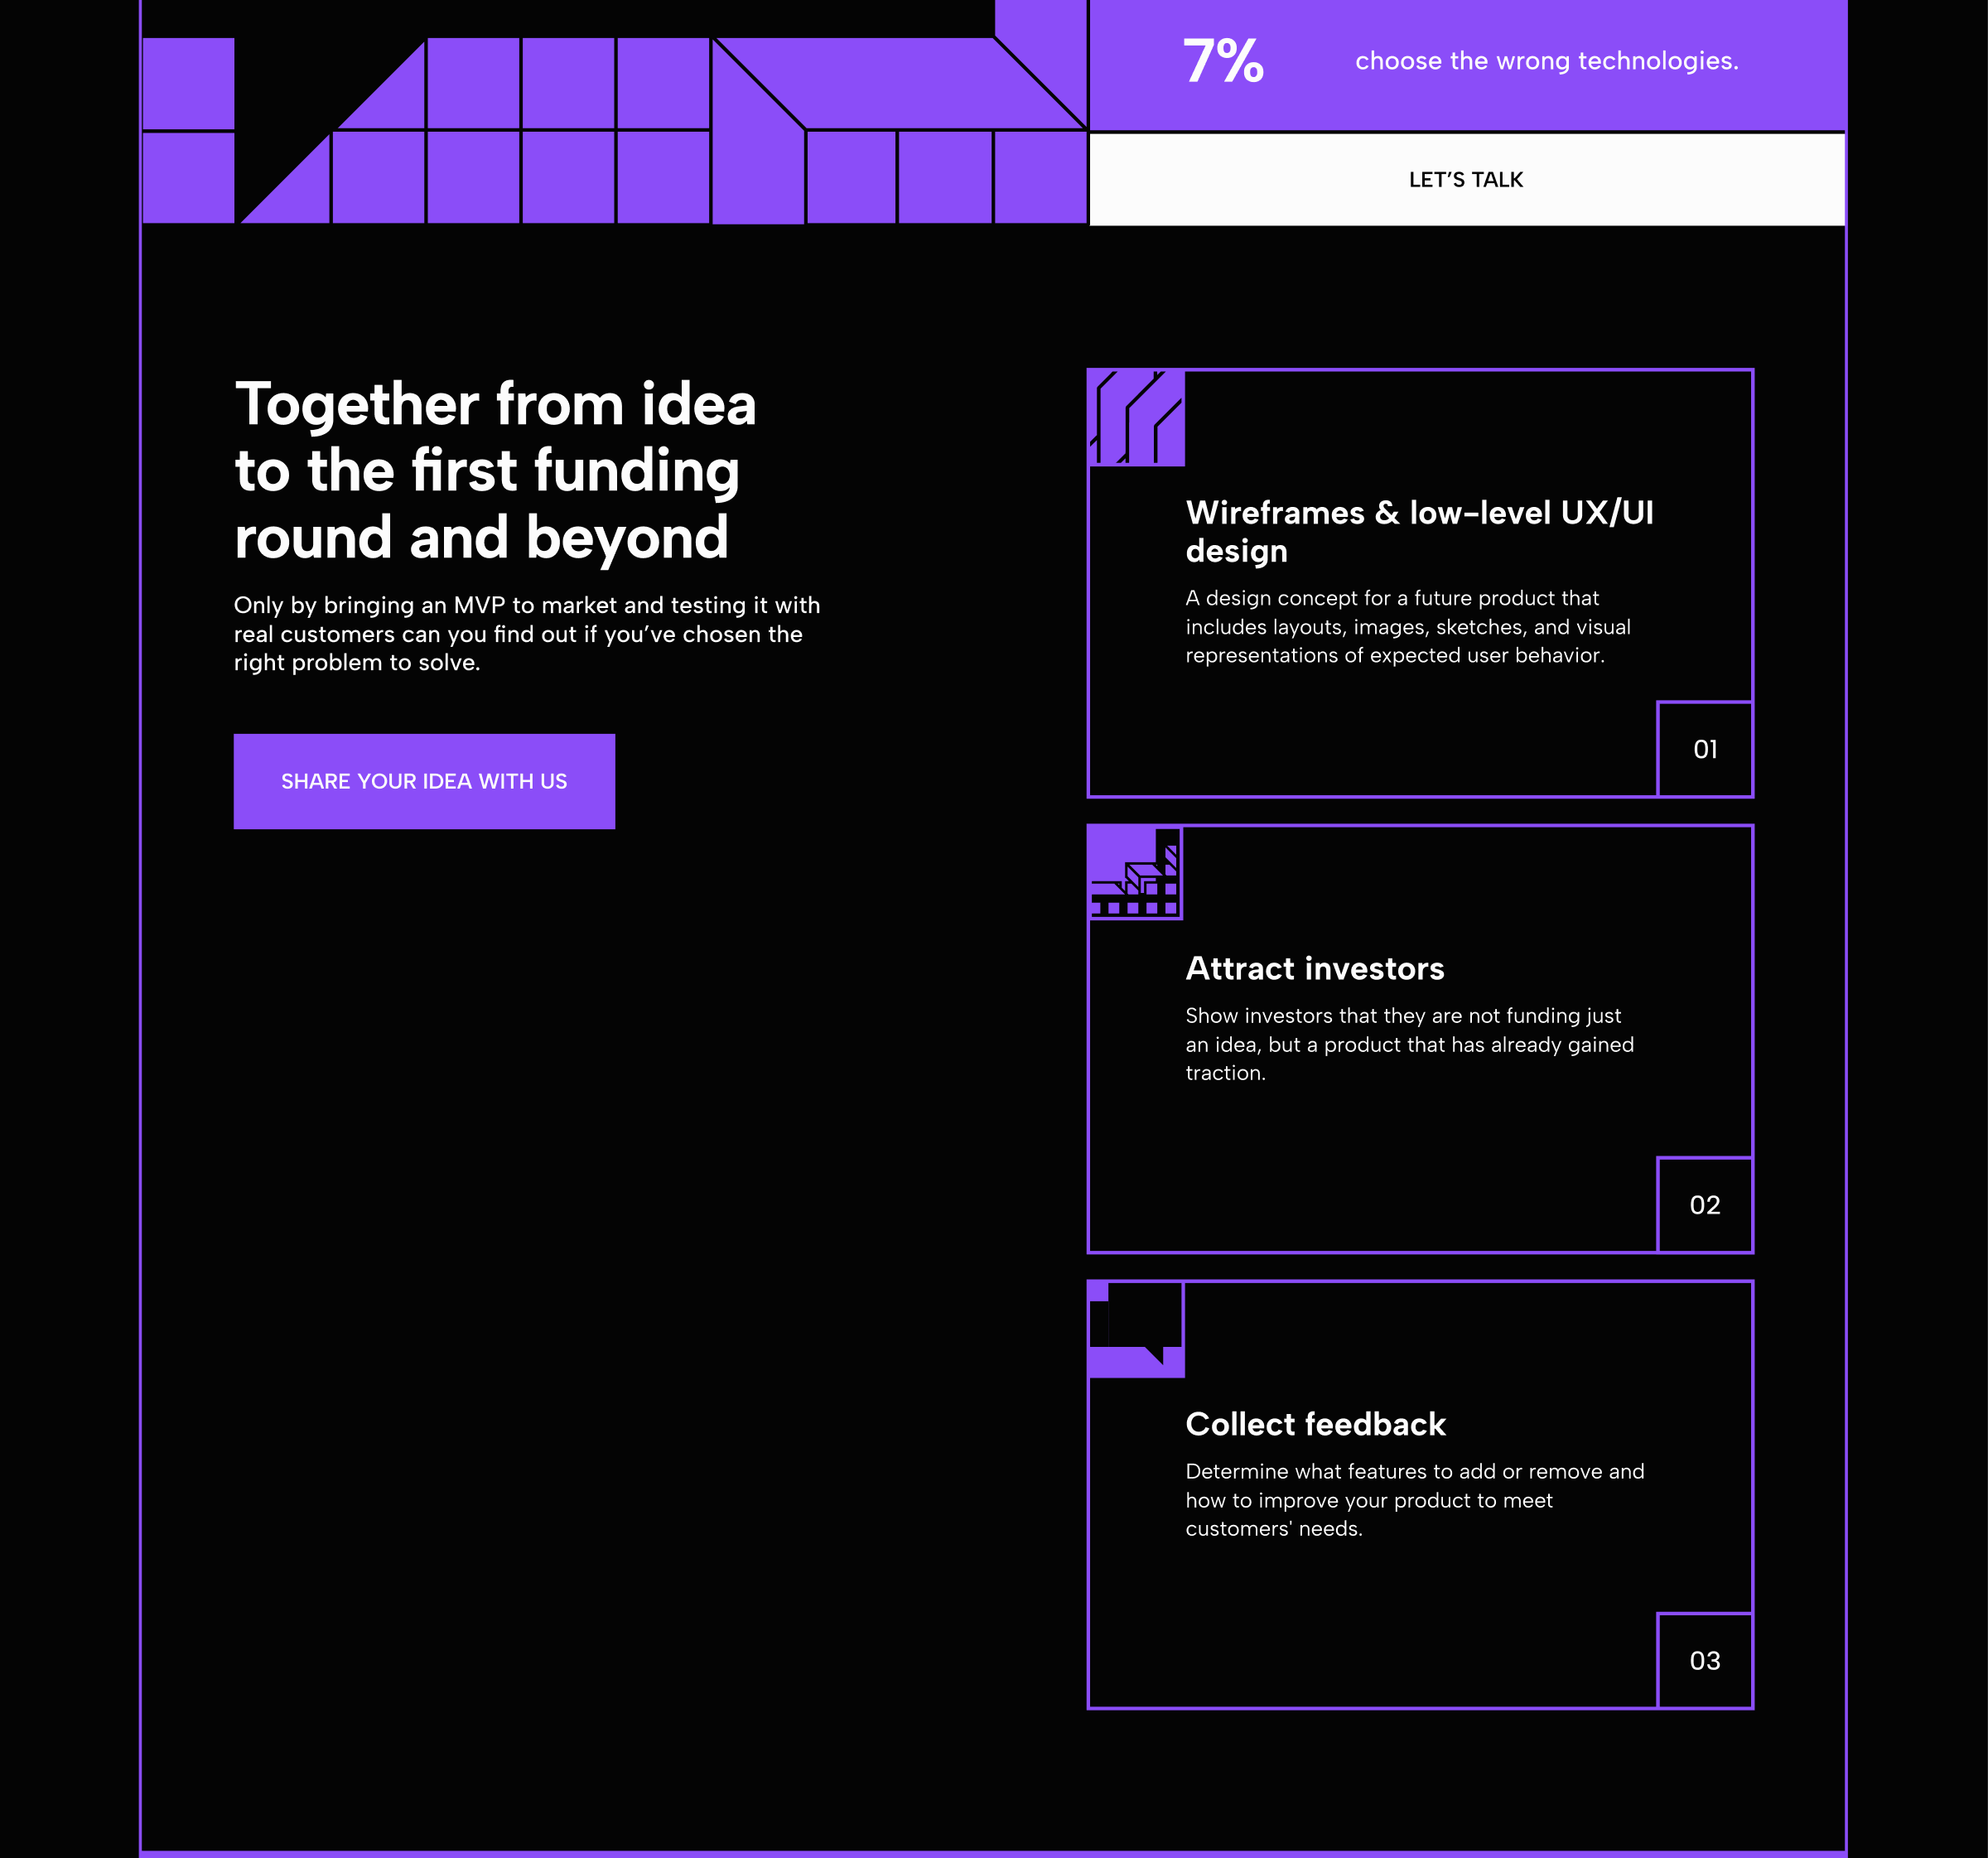 7%
choose the wrong technologies.
LET’S TALK
Together from idea
to the first funding
round and beyond
Only by bringing an MVP to market and testing it with
real customers can you find out if you’ve chosen the
right problem to solve.
SHARE YOUR IDEA WITH US
Wireframes & low-level UX/UI
design
A design concept for a future product that
includes layouts, images, sketches, and visual
representations of expected user behavior.
01
Attract investors
Show investors that they are not funding just
an idea, but a product that has already gained
traction.
02
Collect feedback
Determine what features to add or remove and
how to improve your product to meet
customers' needs.
03